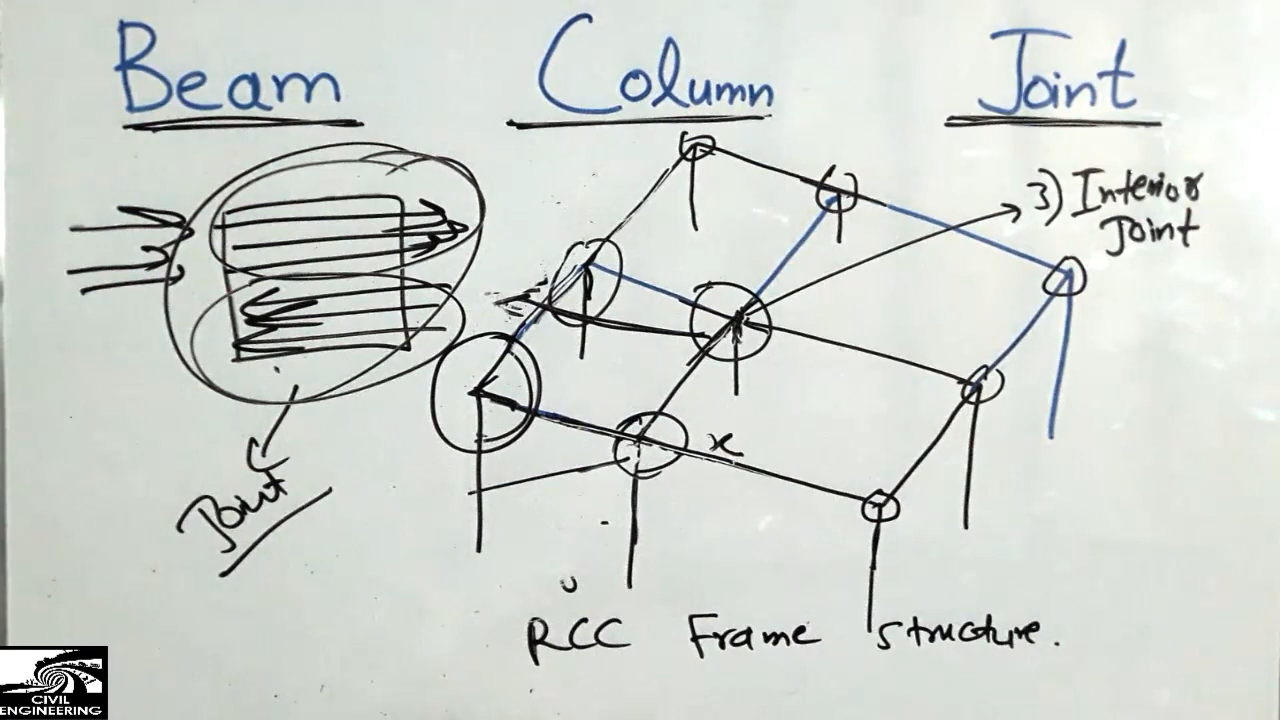 Beam Column Joint
3) Interior
Joint
x
Joint
RCC Frame structure.
CIVIL
ENGINEERING